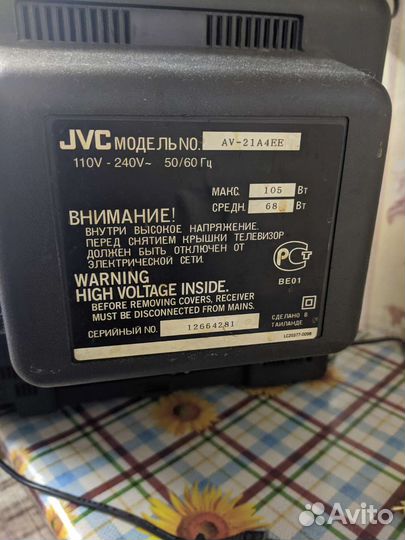 JVC МОДЕЛЬ NO. AV-21A4EE
110V - 240V~ 50/60 Гц
МАКС. 105 Вт
СРЕДН. 68 Вт
ВНИМАНИЕ!
ВНУТРИ ВЫСОКОЕ НАПРЯЖЕНИЕ.
ПЕРЕД СНЯТИЕМ КРЫШКИ ТЕЛЕВИЗОР
ДОЛЖЕН БЫТЬ ОТКЛЮЧЕН ОТ
ЭЛЕКТРИЧЕСКОЙ СЕТИ.
РСТ
BE01
WARNING
HIGH VOLTAGE INSIDE.
BEFORE REMOVING COVERS, RECEIVER
MUST BE DISCONNECTED FROM MAINS.
СЕРИЙНЫЙ NO. 12664281
СДЕЛАНО В
ТАИЛАНДЕ
Avito